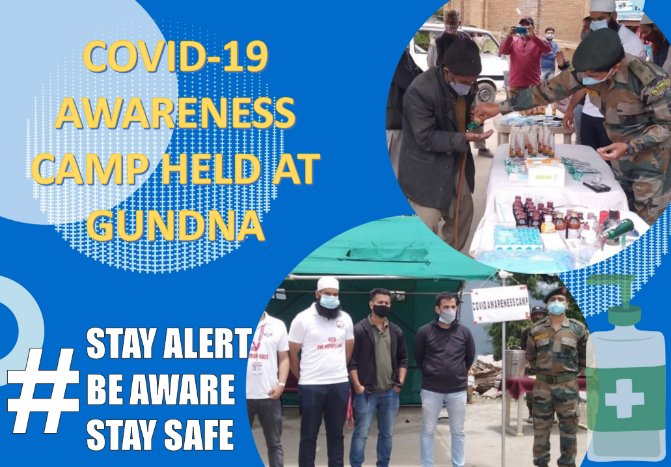 COVID-19
AWARENESS
CAMP HELD AT
GUNDNA
COVID AWARENESS CAMP
# STAY ALERT
BE AWARE
STAY SAFE